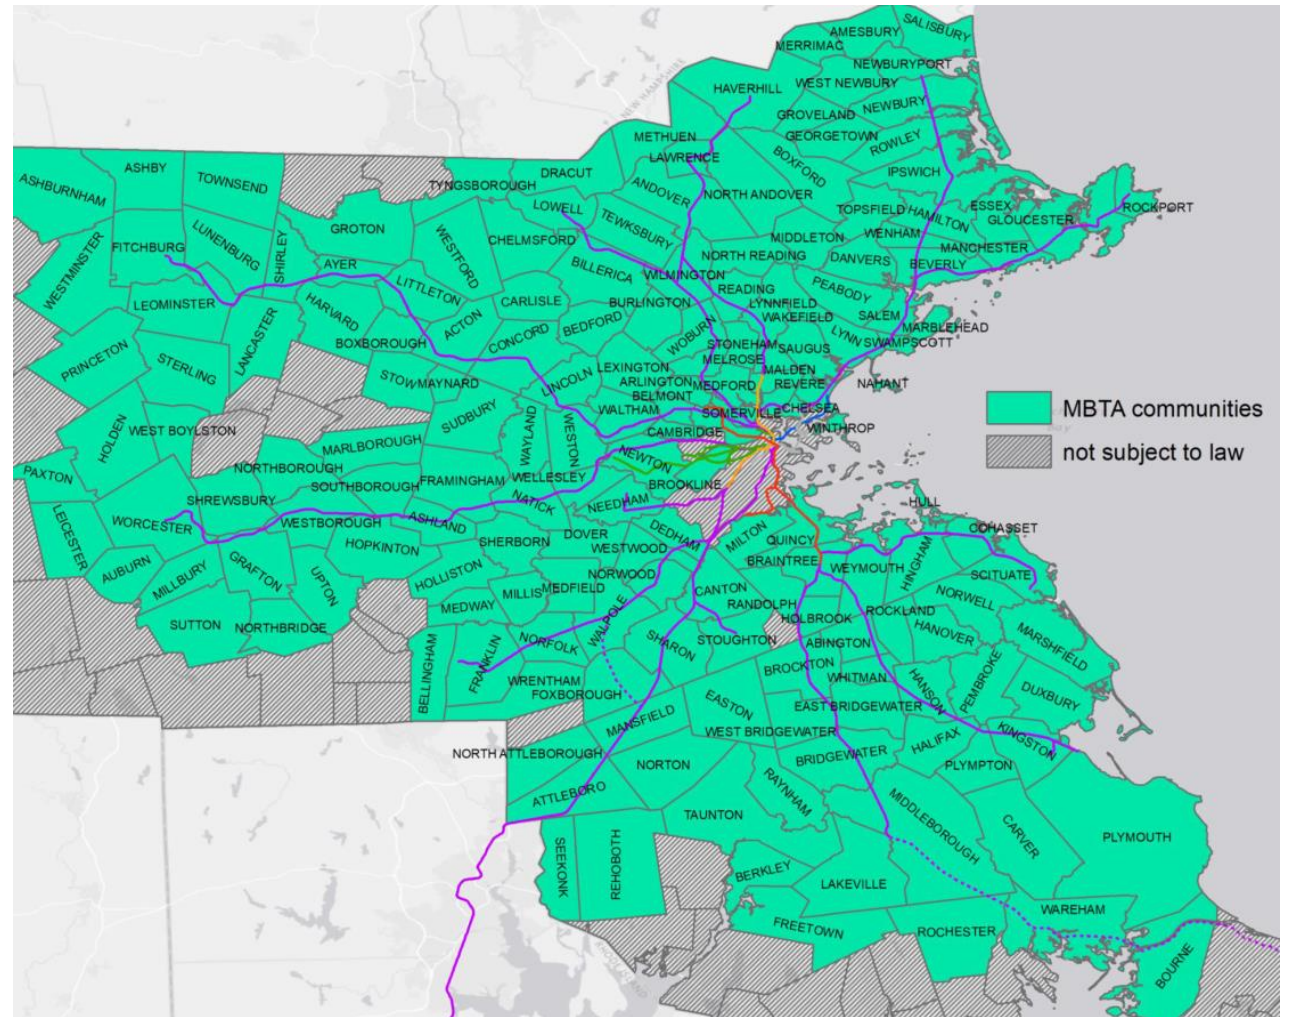 SALISBURY
AMESBURY
MERRIMAC
NEWBURYPORT
WEST NEWBURY
HAVERHILL
NEWBURY
GROVELAND
NEW HAMPSHIRE
METHUEN
GEORGETOWN
ROWLEY
LAWRENCE
BOXFORD
ASHBY
TOWNSEND
ASHBURNHAM
DRACUT
TYNGSBOROUGH
ANDOVER
NORTH ANDOVER
IPSWICH
LOWELL
TOPSFIELD
HAMILTON
ESSEX
GLOUCESTER
ROCKPORT
GROTON
TEWKSBURY
WENHAM
MIDDLETON
MANCHESTER
FITCHBURG
LUNENBURG
SHIRLEY
WESTFORD
CHELMSFORD
NORTH READING
DANVERS
BEVERLY
WESTMINSTER
AYER
BILLERICA
WILMINGTON
LITTLETON
READING
PEABODY
LEOMINSTER
HARVARD
CARLISLE
BURLINGTON
LYNNFIELD
WAKEFIELD
SALEM
MARBLEHEAD
ACTON
CONCORD
BEDFORD
WOBURN
LYNN
SWAMPSCOTT
LANCASTER
BOXBOROUGH
STONEHAM
SAUGUS
PRINCETON
STERLING
MELROSE
LINCOLN
LEXINGTON
MALDEN
STOW
MAYNARD
ARLINGTON
MEDFORD
REVERE
NAHANT
BELMONT
WALTHAM
SOMERVILLE
CHELSEA
MBTA communities
HOLDEN
WEST BOYLSTON
SUDBURY
WAYLAND
WESTON
CAMBRIDGE
WINTHROP
MARLBOROUGH
not subject to law
NEWTON
PAXTON
NORTHBOROUGH
SOUTHBOROUGH
FRAMINGHAM
WELLESLEY
BROOKLINE
SHREWSBURY
NATICK
NEEDHAM
HULL
LEICESTER
WORCESTER
WESTBOROUGH
ASHLAND
COHASSET
HOPKINTON
SHERBORN
DOVER
DEDHAM
MILTON
QUINCY
WESTWOOD
HINGHAM
AUBURN
MILLBURY
GRAFTON
UPTON
HOLLISTON
NORWOOD
BRAINTREE
WEYMOUTH
SCITUATE
MILLIS
MEDFIELD
CANTON
MEDWAY
RANDOLPH
NORWELL
SUTTON
NORTHBRIDGE
WALPOLE
HOLBROOK
ROCKLAND
HANOVER
NORFOLK
SHARON
STOUGHTON
ABINGTON
MARSHFIELD
BELLINGHAM
FRANKLIN
BROCKTON
WHITMAN
HANSON
PEMBROKE
WRENTHAM
FOXBOROUGH
DUXBURY
EASTON
EAST BRIDGEWATER
MANSFIELD
WEST BRIDGEWATER
KINGSTON
HALIFAX
NORTH ATTLEBOROUGH
BRIDGEWATER
NORTON
PLYMPTON
ATTLEBORO
RAYNHAM
MIDDLEBOROUGH
TAUNTON
CARVER
PLYMOUTH
SEEKONK
REHOBOTH
BERKLEY
LAKEVILLE
WAREHAM
FREETOWN
ROCHESTER
BOURNE